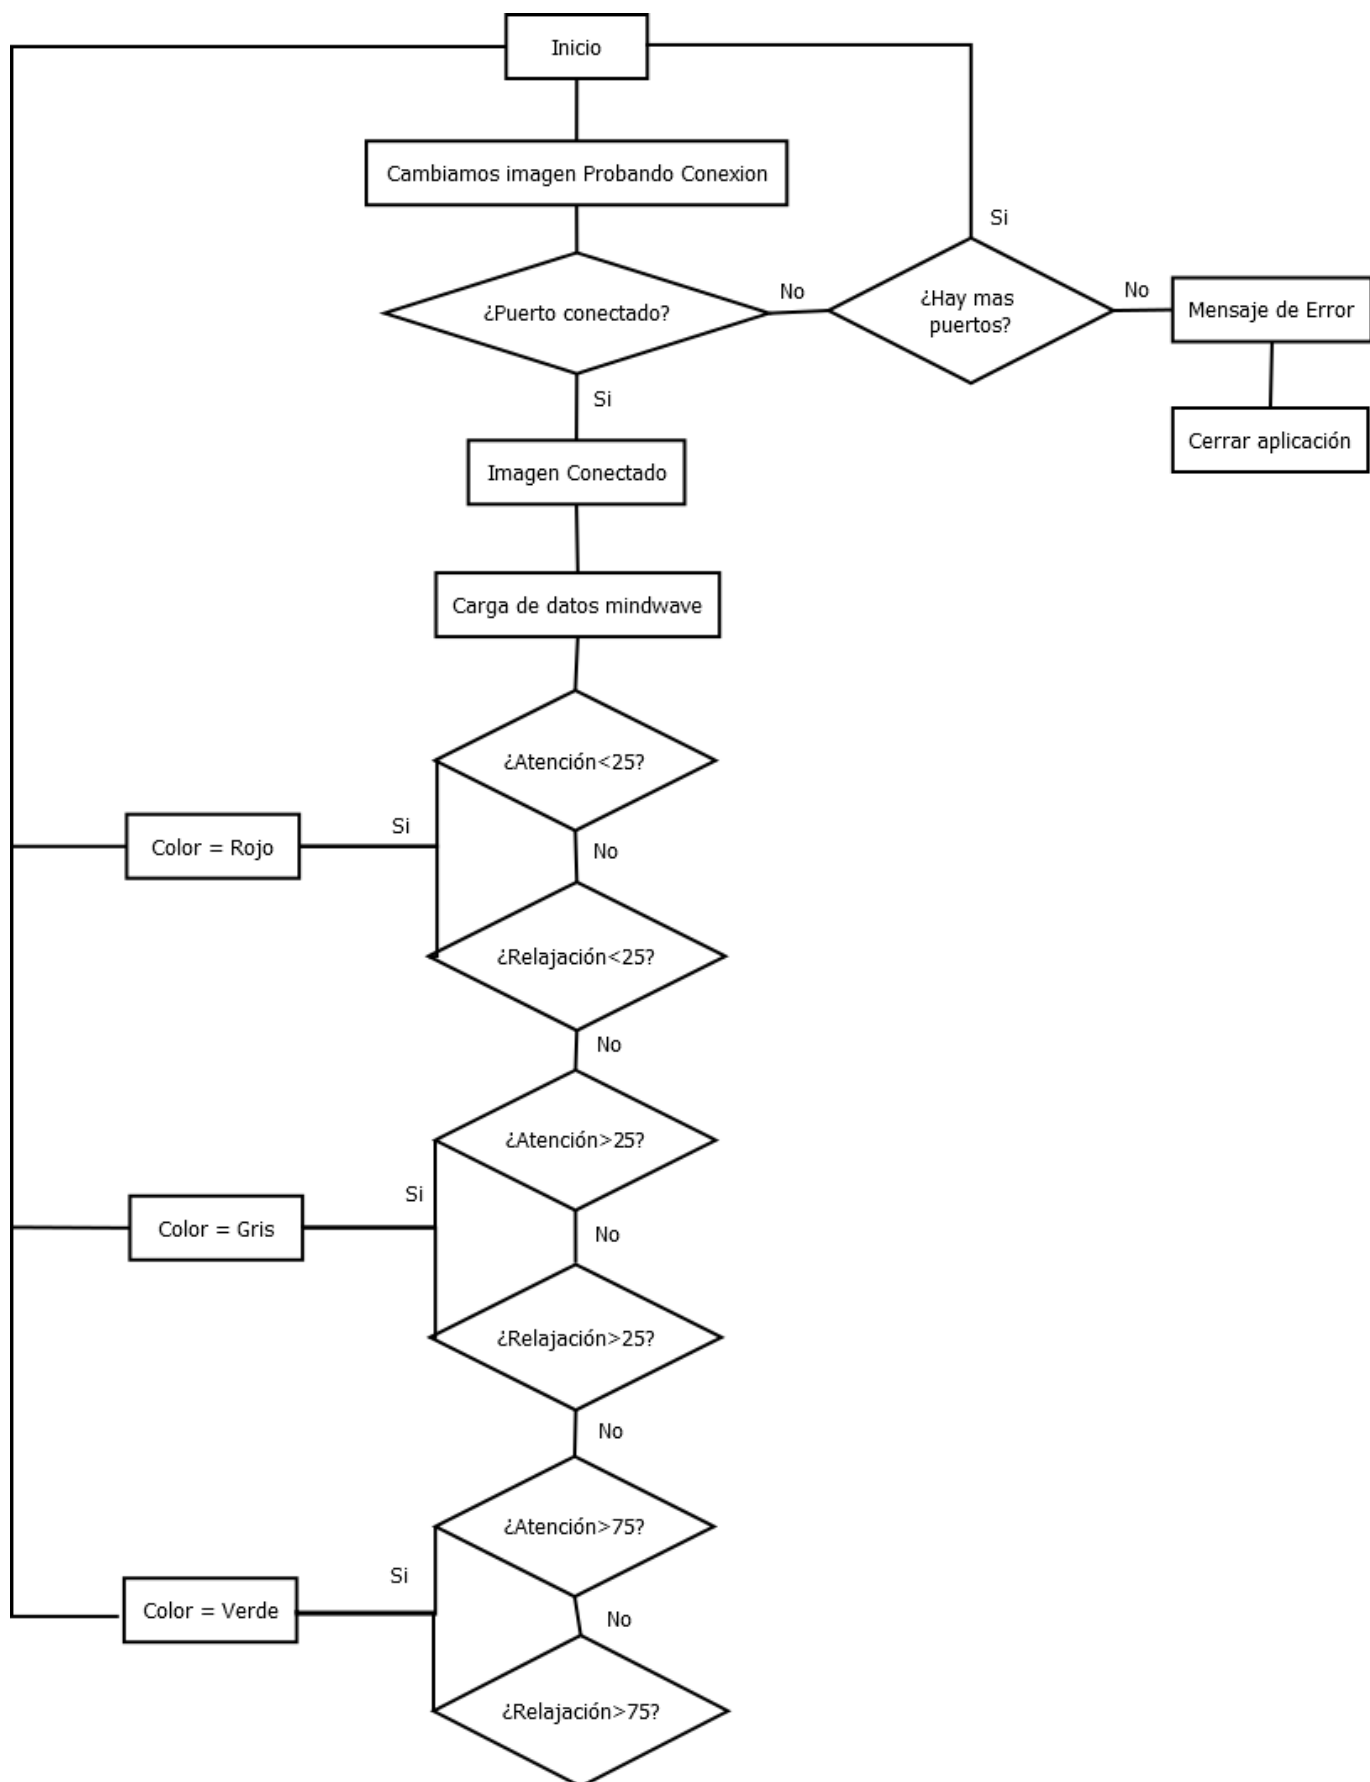 Inicio
Cambiamos imagen Probando Conexion
Si
¿Puerto conectado?
No
¿Hay mas
puertos?
No
Mensaje de Error
Si
Cerrar aplicación
Imagen Conectado
Carga de datos mindwave
¿Atención<25?
Si
Color = Rojo
No
¿Relajación<25?
No
¿Atención>25?
Si
Color = Gris
No
¿Relajación>25?
No
¿Atención>75?
Si
Color = Verde
No
¿Relajación>75?